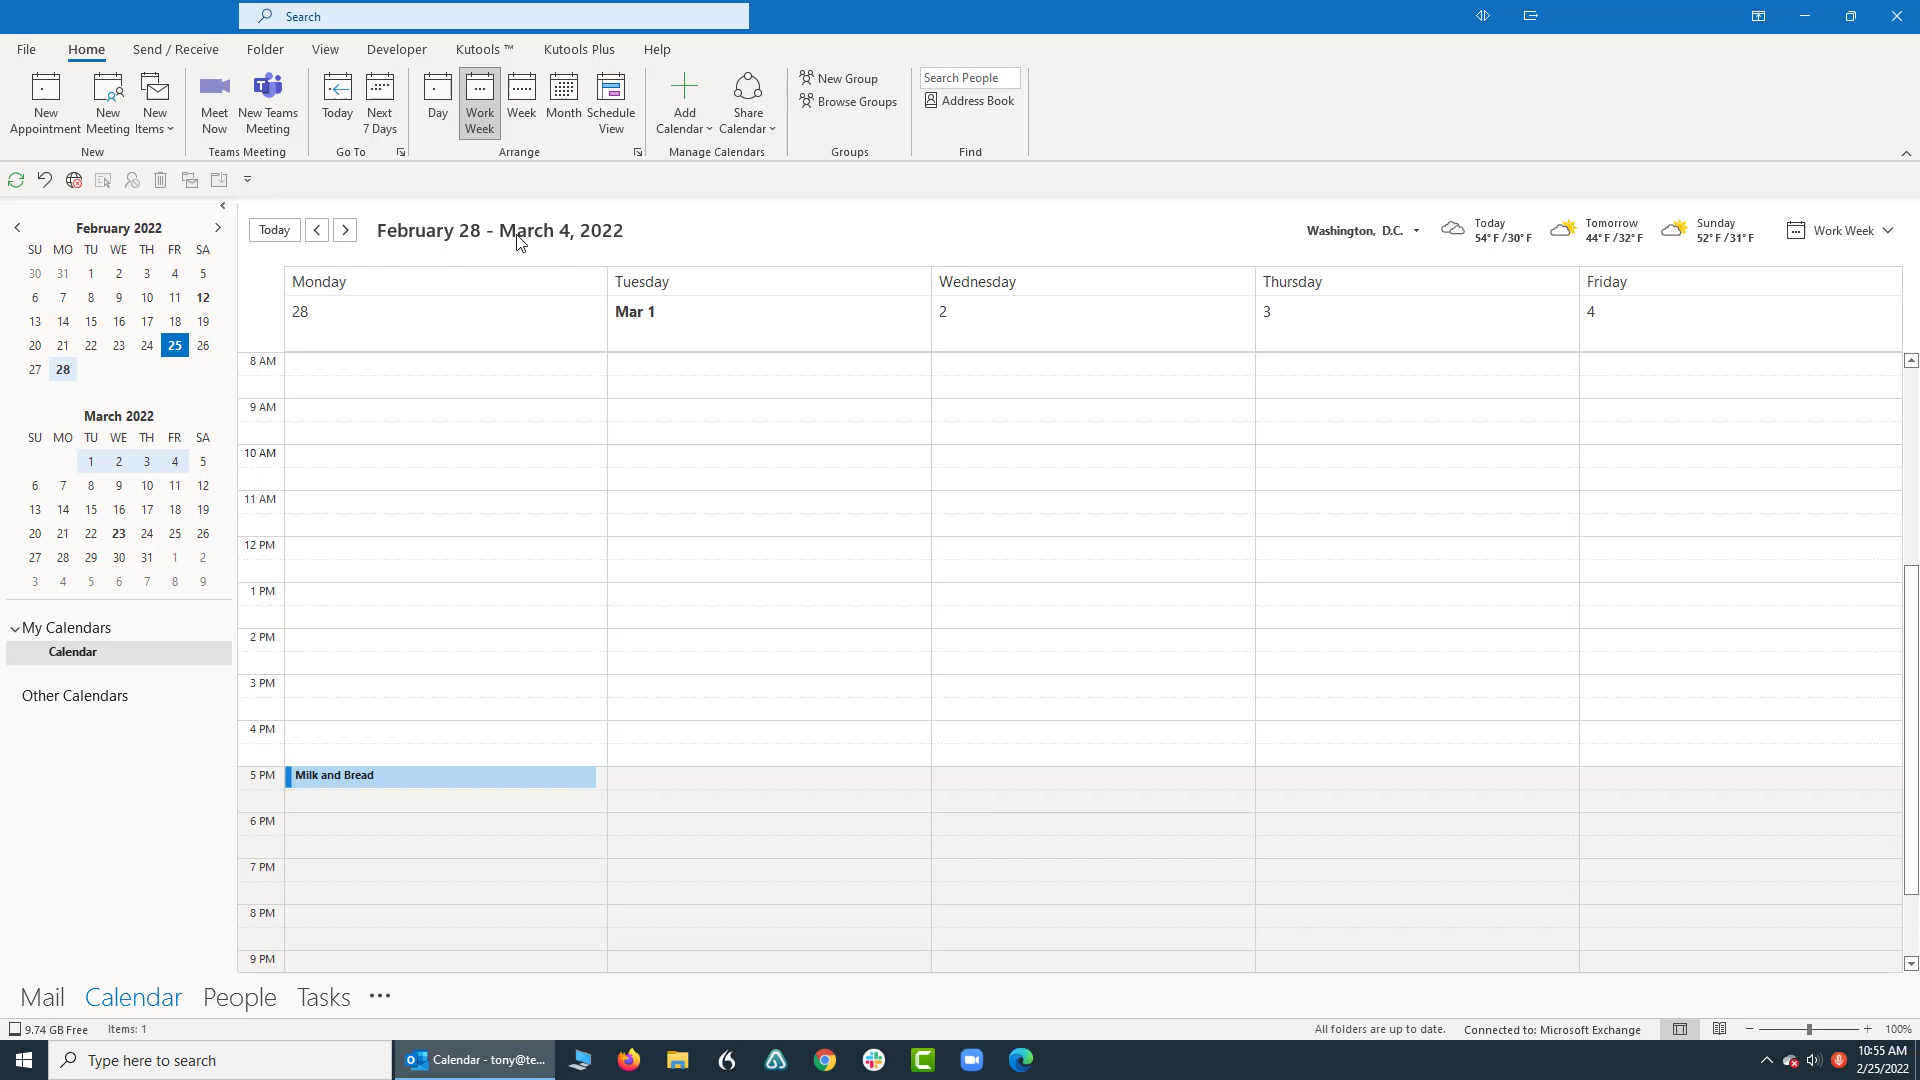 Search
File Home Send / Receive Folder View Developer Kutools ™ Kutools Plus Help
New Appointment
New Meeting
New Items
New
Meet Now
New Teams Meeting
Teams Meeting
Today
Next 7 Days
Go To
Day
Work Week
Week
Month
Schedule View
Arrange
Add Calendar
Share Calendar
Manage Calendars
New Group
Browse Groups
Groups
Search People
Address Book
Find
February 2022
SU MO TU WE TH FR SA
30 31 1 2 3 4 5
6 7 8 9 10 11 12
13 14 15 16 17 18 19
20 21 22 23 24 25 26
27 28
March 2022
SU MO TU WE TH FR SA
1 2 3 4 5
6 7 8 9 10 11 12
13 14 15 16 17 18 19
20 21 22 23 24 25 26
27 28 29 30 31 1 2
3 4 5 6 7 8 9
My Calendars
Calendar
Other Calendars
Today
February 28 - March 4, 2022
Washington, D.C.
Today
54° F / 30° F
Tomorrow
44° F / 32° F
Sunday
52° F / 31° F
Work Week
Monday Tuesday Wednesday Thursday Friday
28 Mar 1 2 3 4
8 AM
9 AM
10 AM
11 AM
12 PM
1 PM
2 PM
3 PM
4 PM
5 PM Milk and Bread
6 PM
7 PM
8 PM
9 PM
Mail Calendar People Tasks ···
9.74 GB Free Items: 1 All folders are up to date. Connected to: Microsoft Exchange 100%
Type here to search
Calendar - tony@te...
10:55 AM
2/25/2022